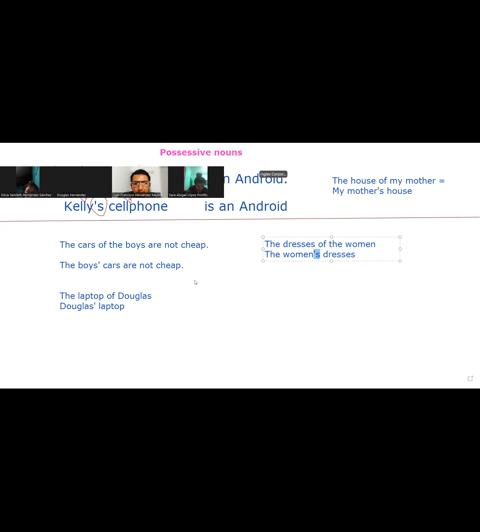 Possessive nouns
n Android.
Kelly's cellphone is an Android
The house of my mother =
My mother's house
The cars of the boys are not cheap.
The boys' cars are not cheap.
The laptop of Douglas
Douglas' laptop
The dresses of the women
The women's dresses
Douglas Hernandez